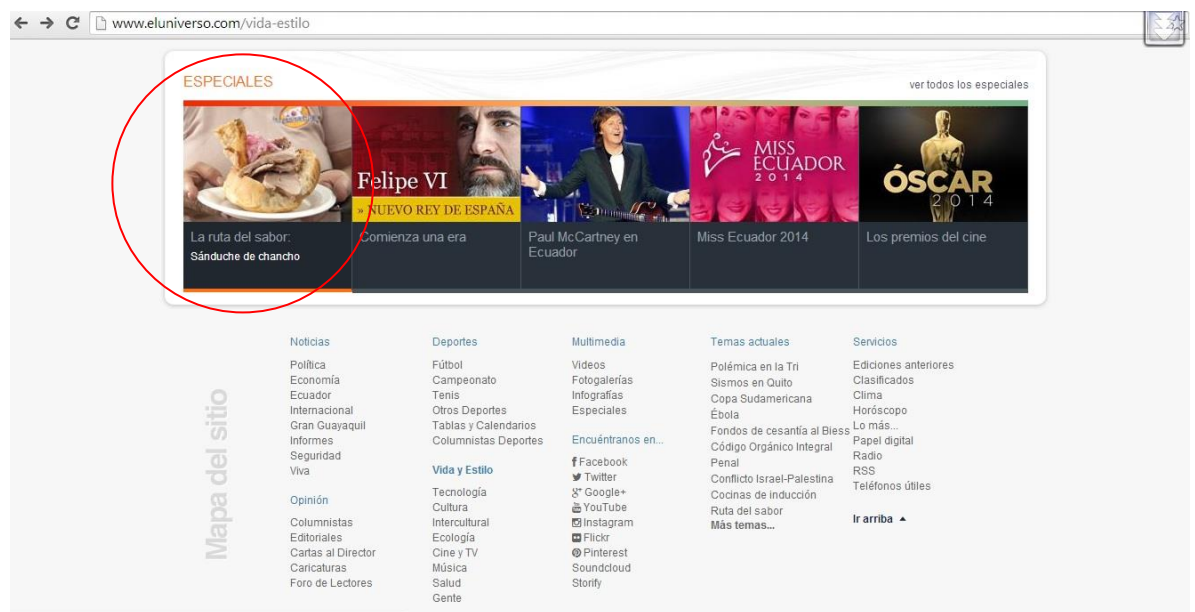 www.eluniverso.com/vida-estilo
ESPECIALES
ver todos los especiales
Felipe VI
» NUEVO REY DE ESPAÑA
MISS
ECUADOR
2014
ÓSCAR
2014
La ruta del sabor:
Sánduche de chancho
Comienza una era
Paul McCartney en
Ecuador
Miss Ecuador 2014
Los premios del cine
Mapa del sitio
Noticias
Política
Economía
Ecuador
Internacional
Gran Guayaquil
Informes
Seguridad
Viva
Opinión
Columnistas
Editoriales
Cartas al Director
Caricaturas
Foro de Lectores
Deportes
Fútbol
Campeonato
Tenis
Otros Deportes
Tablas y Calendarios
Columnistas Deportes
Vida y Estilo
Tecnología
Cultura
Intercultural
Ecología
Cine y TV
Música
Salud
Gente
Multimedia
Videos
Fotogalerías
Infografías
Especiales
Encuéntranos en...
Facebook
Twitter
Google+
YouTube
Instagram
Flickr
Pinterest
Soundcloud
Storify
Temas actuales
Polémica en la Tri
Sismos en Quito
Copa Sudamericana
Ébola
Fondos de cesantía al Biess
Código Orgánico Integral
Penal
Conflicto Israel-Palestina
Cocinas de inducción
Ruta del sabor
Más temas...
Servicios
Ediciones anteriores
Clasificados
Clima
Horóscopo
Lo más...
Papel digital
Radio
RSS
Teléfonos útiles
Ir arriba